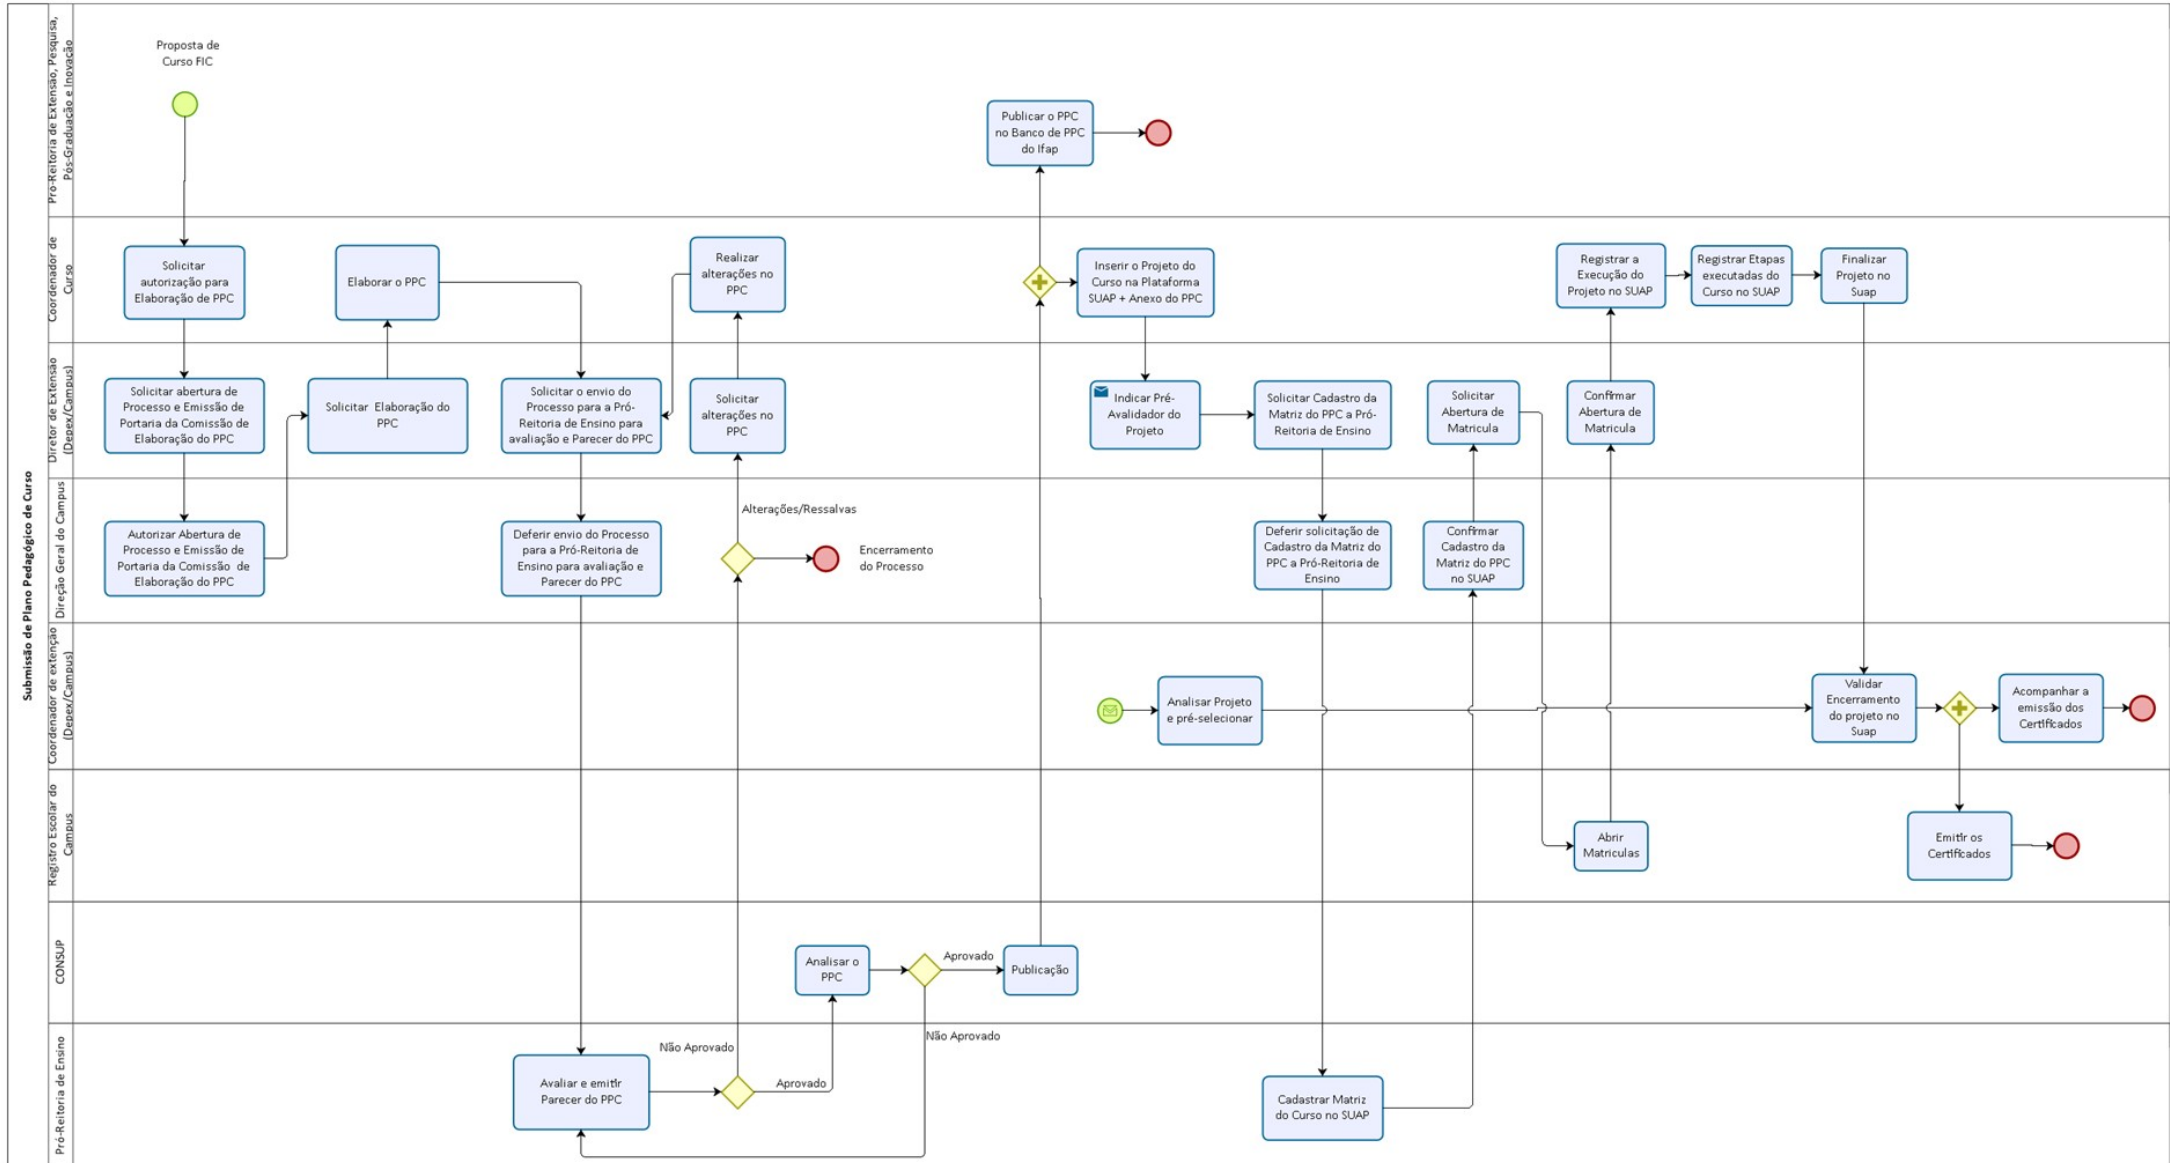 Submissão de Plano Pedagógico de Curso
Pró-Reitoria de Extensão, Pesquisa,
Pós-Graduação e Inovação
Proposta de
Curso FIC
Publicar o PPC
no Banco de PPC
do Ifap
Coordenador de
Curso
Solicitar
autorização para
Elaboração de PPC
Elaborar o PPC
Realizar
alterações no
PPC
Inserir o Projeto do
Curso na Plataforma
SUAP + Anexo do PPC
Registrar a
Execução do
Projeto no SUAP
Registrar Etapas
executadas do
Curso no SUAP
Finalizar
Projeto no
Suap
Diretor de Extensão
(Depex/Campus)
Solicitar abertura de
Processo e Emissão de
Portaria da Comissão de
Elaboração do PPC
Solicitar Elaboração do
PPC
Solicitar o envio do
Processo para a Pró-
Reitoria de Ensino para
avaliação e Parecer do PPC
Solicitar
alterações no
PPC
Indicar Pré-
Avalidador do
Projeto
Solicitar Cadastro da
Matriz do PPC a Pró-
Reitoria de Ensino
Solicitar
Abertura de
Matricula
Confirmar
Abertura de
Matricula
Direção Geral do Campus
Autorizar Abertura de
Processo e Emissão de
Portaria da Comissão de
Elaboração do PPC
Deferir envio do Processo
para a Pró-Reitoria de
Ensino para avaliação e
Parecer do PPC
Alterações/Ressalvas
Encerramento
do Processo
Deferir solicitação de
Cadastro da Matriz do
PPC a Pró-Reitoria de
Ensino
Confirmar
Cadastro da
Matriz do PPC
no SUAP
Coordenador de extenção
(Depex/Campus)
Analisar Projeto
e pré-selecionar
Validar
Encerramento
do projeto no
Suap
Acompanhar a
emissão dos
Certificados
Registro Escolar do
Campus
Abrir
Matriculas
Emitir os
Certificados
CONSUP
Analisar o
PPC
Aprovado
Publicação
Pró-Reitoria de Ensino
Não Aprovado
Não Aprovado
Avaliar e emitir
Parecer do PPC
Aprovado
Cadastrar Matriz
do Curso no SUAP